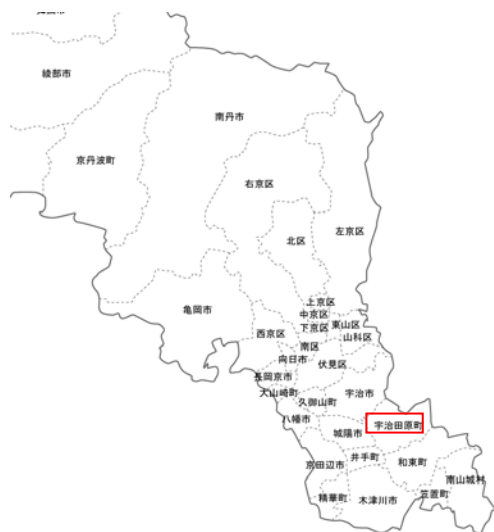 綾部市
南丹市
京丹波町
右京区
左京区
北区
上京区
亀岡市
中京区
下京区
東山区
西京区
山科区
南区
向日市
伏見区
長岡京市
大山崎町
宇治市
久御山町
八幡市
宇治田原町
城陽市
井手町
京田辺市
和東町
南山城村
精華町
木津川市
笠置町